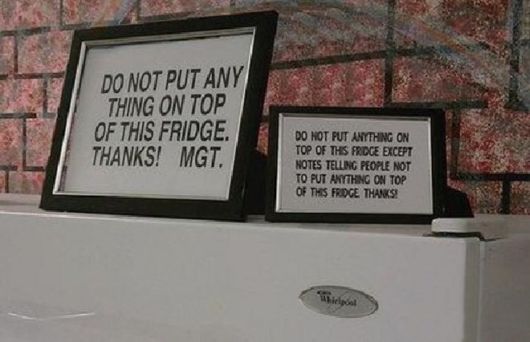 DO NOT PUT ANY
THING ON TOP
OF THIS FRIDGE.
THANKS! MGT.
DO NOT PUT ANYTHING ON
TOP OF THIS FRIDGE EXCEPT
NOTES TELLING PEOPLE NOT
TO PUT ANYTHING ON TOP
OF THIS FRIDGE. THANKS!
Whirlpool